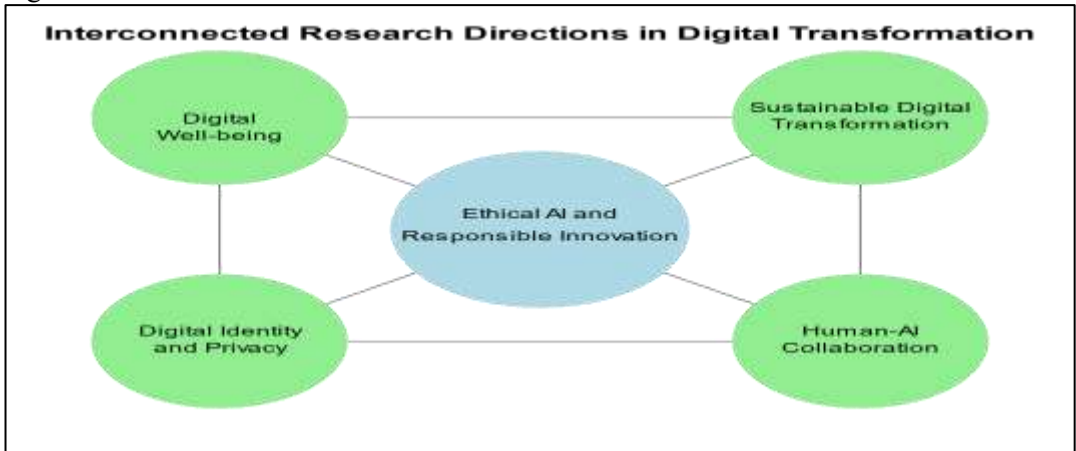 Interconnected Research Directions in Digital Transformation
Digital
Well-being
Sustainable Digital
Transformation
Ethical AI and
Responsible Innovation
Digital Identity
and Privacy
Human-AI
Collaboration